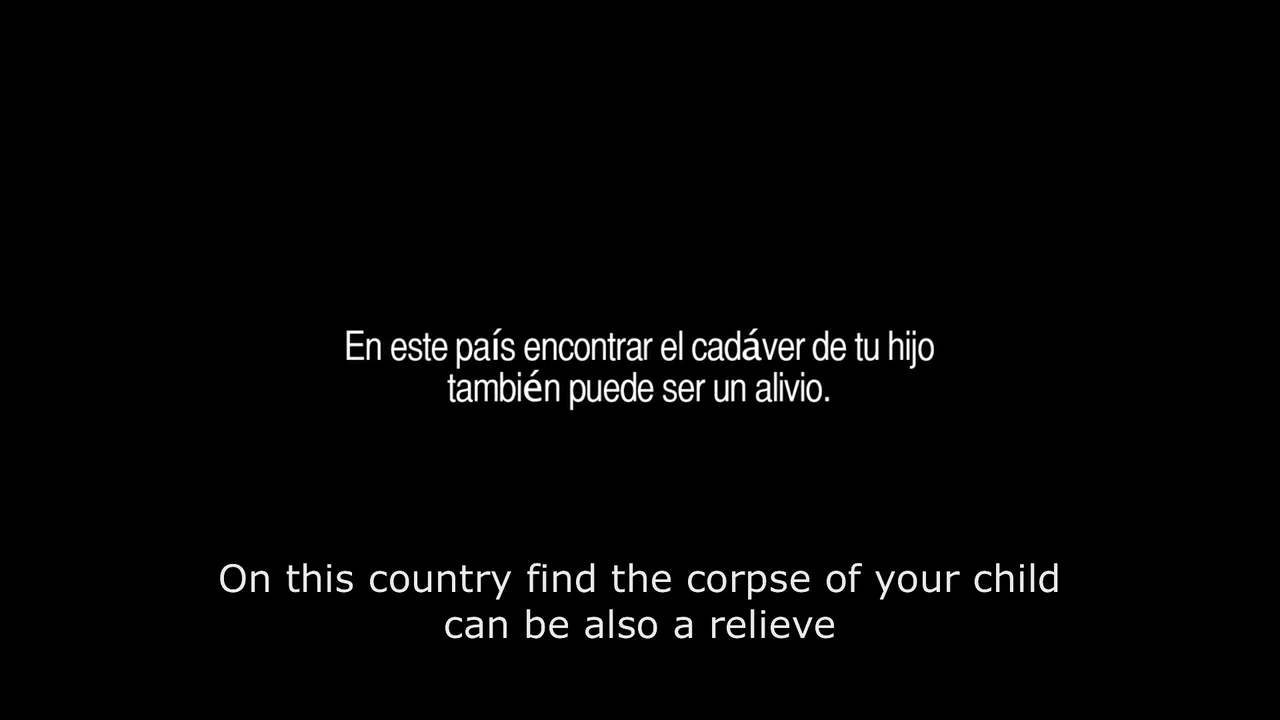 En este país encontrar el cadáver de tu hijo
también puede ser un alivio.
On this country find the corpse of your child
can be also a relieve